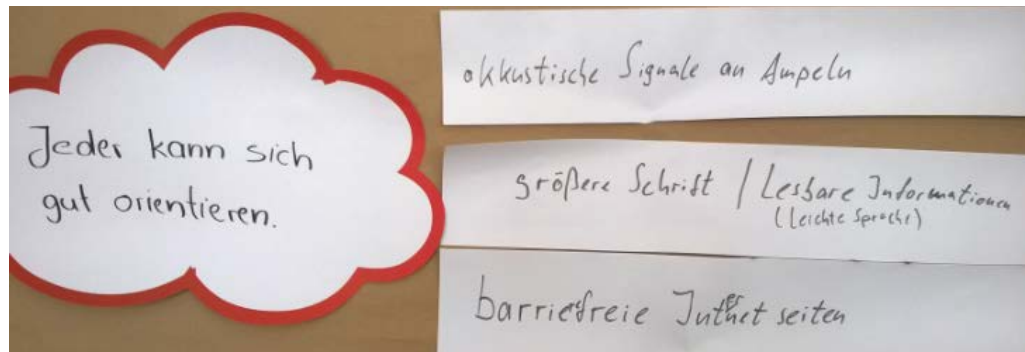 Jeder kann sich
gut orientieren.
akkustische Signale an Ampeln
größere Schrift / Lesbare Informationen
(leichte Sprache)
barrierefreie Internet seiten